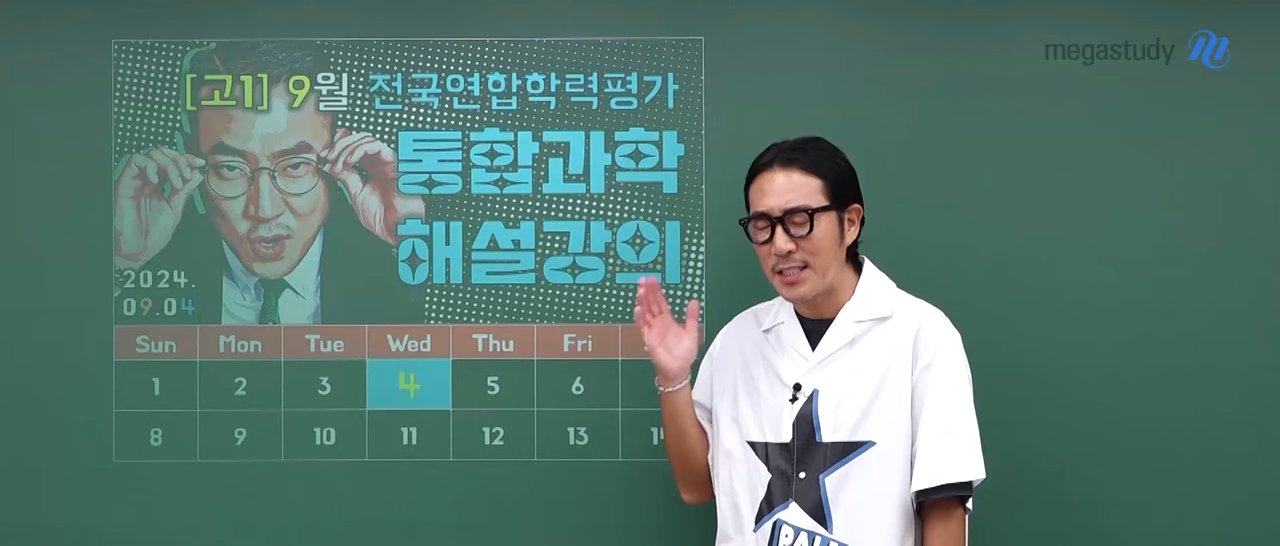 megastudy
[고1] 9월 전국연합학력평가
통합과학
해설강의
2024.
09.04
Sun Mon Tue Wed Thu Fri
1 2 3 4 5 6
8 9 10 11 12 13